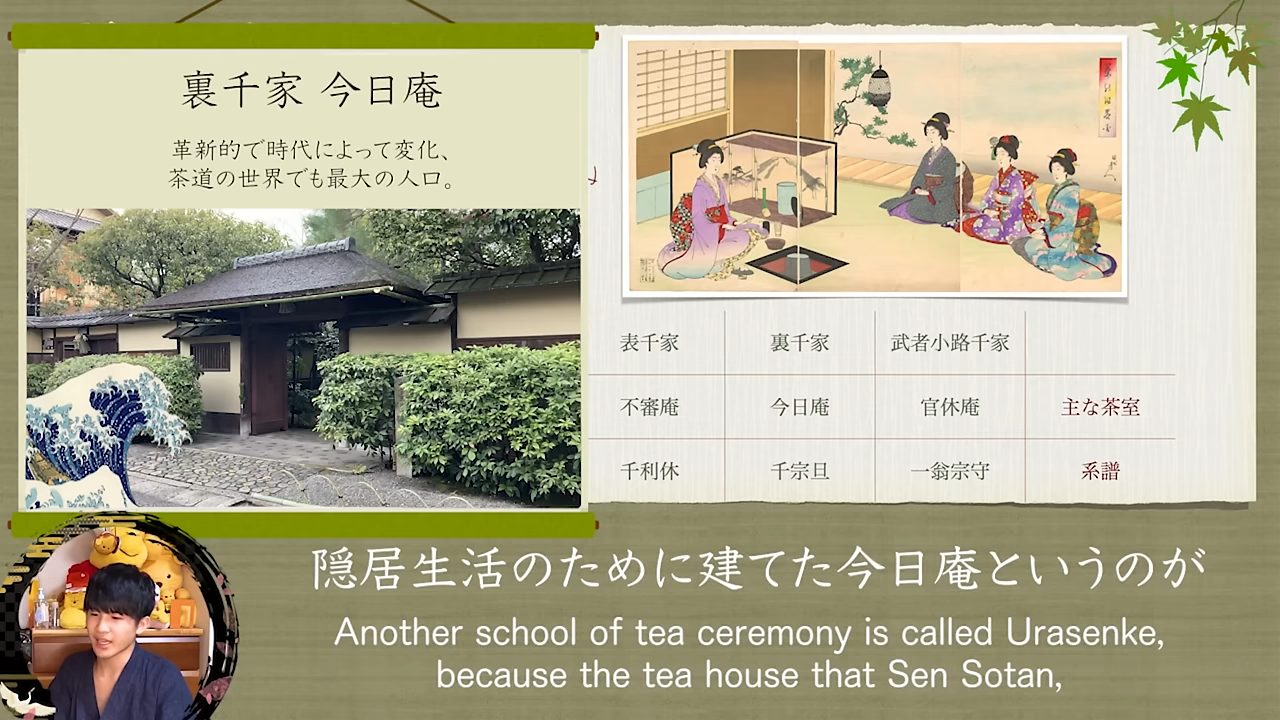 裏千家 今日庵
革新的で時代によって変化、
茶道の世界でも最大の人口。
表千家 裏千家 武者小路千家
不審庵 今日庵 官休庵 主な茶室
千利休 千宗旦 一翁宗守 系譜
隠居生活のために建てた今日庵というのが
Another school of tea ceremony is called Urasenke,
because the tea house that Sen Sotan,